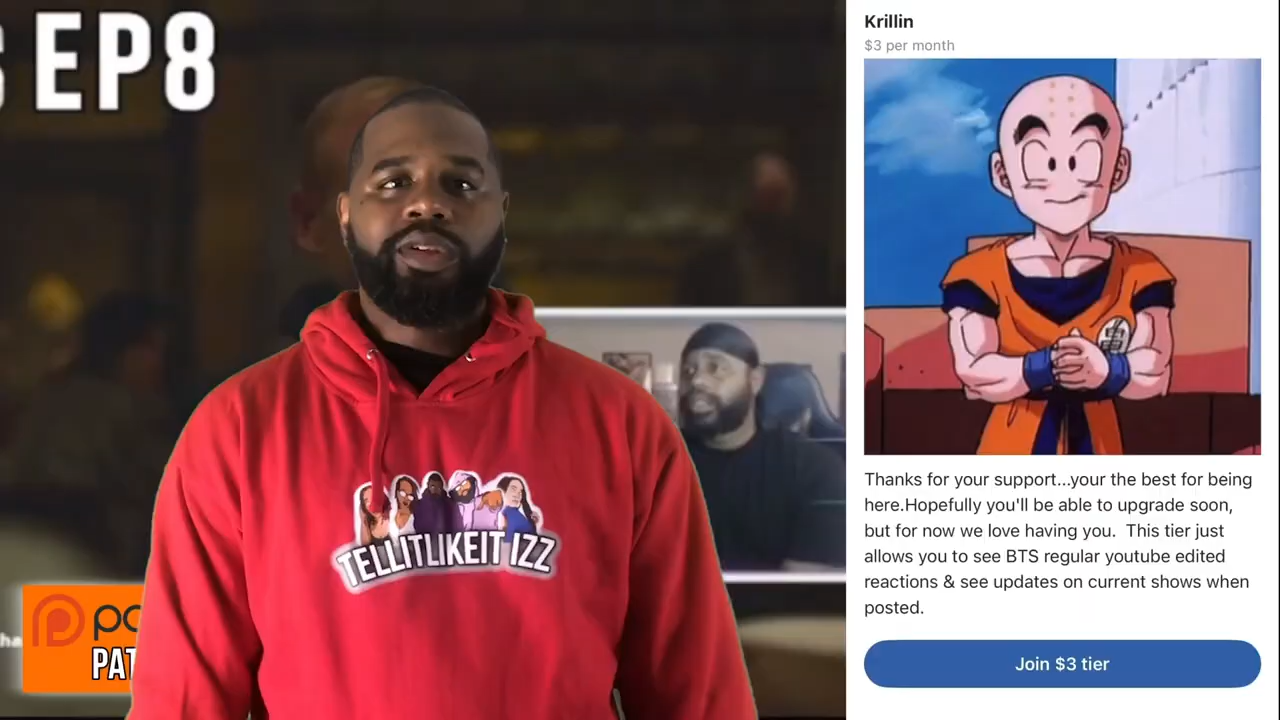 EP8
Krillin
$3 per month
TELLITLIKEIT IZZ
Thanks for your support...your the best for being
here.Hopefully you'll be able to upgrade soon,
but for now we love having you. This tier just
allows you to see BTS regular youtube edited
reactions & see updates on current shows when
posted.
Join $3 tier